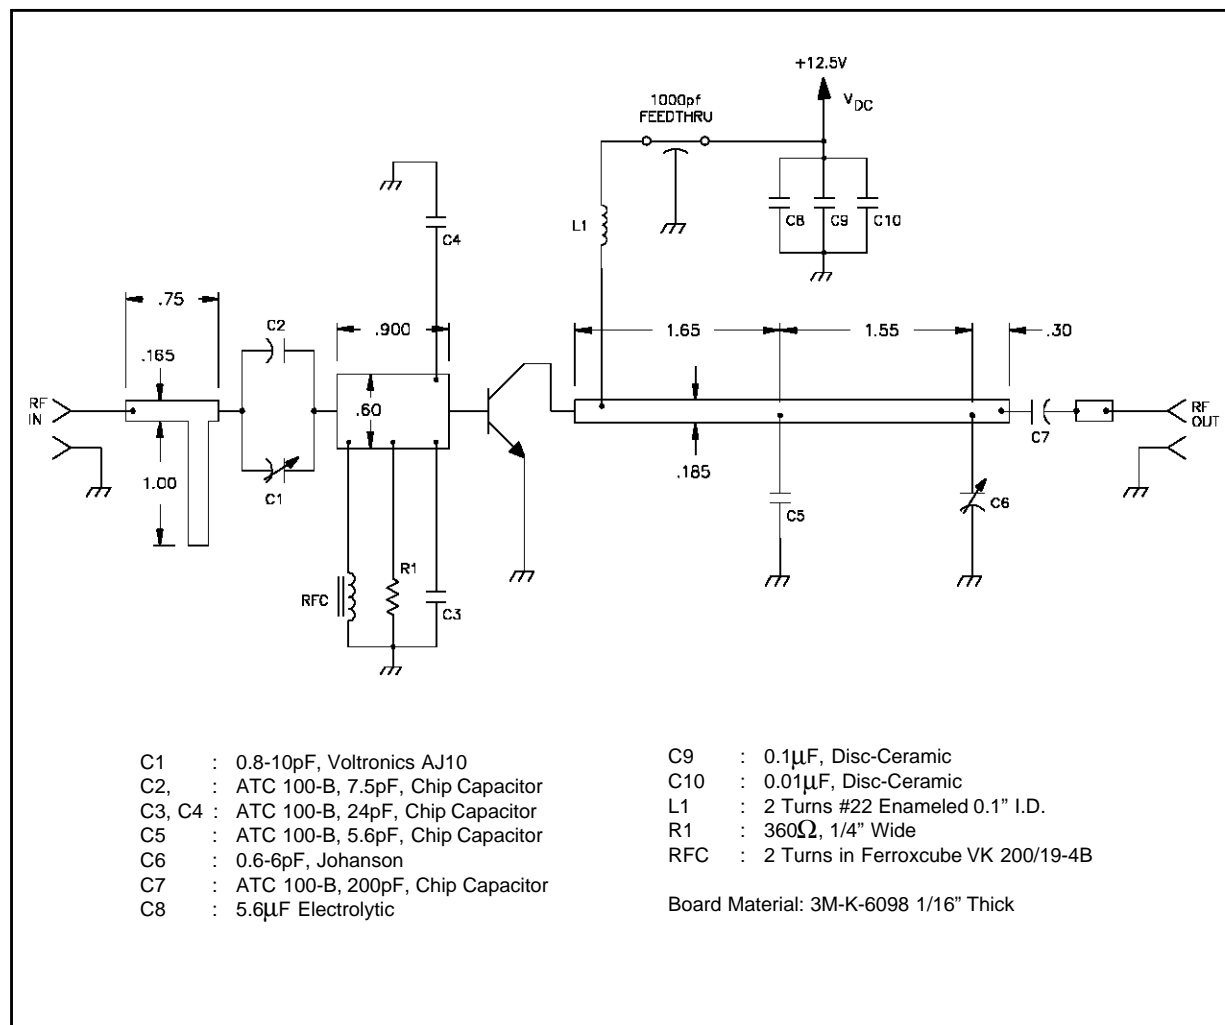 +12.5V
V DC
1000pf
FEEDTHRU
L1
C8
C9
C10
C4
.75
.165
C2
.900
1.65
1.55
.30
RF
IN
.60
1.00
C1
.185
C7
RF
OUT
C5
C6
RFC
R1
C3
C1 : 0.8-10pF, Voltronics AJ10
C2, : ATC 100-B, 7.5pF, Chip Capacitor
C3, C4 : ATC 100-B, 24pF, Chip Capacitor
C5 : ATC 100-B, 5.6pF, Chip Capacitor
C6 : 0.6-6pF, Johanson
C7 : ATC 100-B, 200pF, Chip Capacitor
C8 : 5.6μF Electrolytic
C9 : 0.1μF, Disc-Ceramic
C10 : 0.01μF, Disc-Ceramic
L1 : 2 Turns #22 Enameled 0.1” I.D.
R1 : 360Ω, 1/4” Wide
RFC : 2 Turns in Ferroxcube VK 200/19-4B
Board Material: 3M-K-6098 1/16” Thick